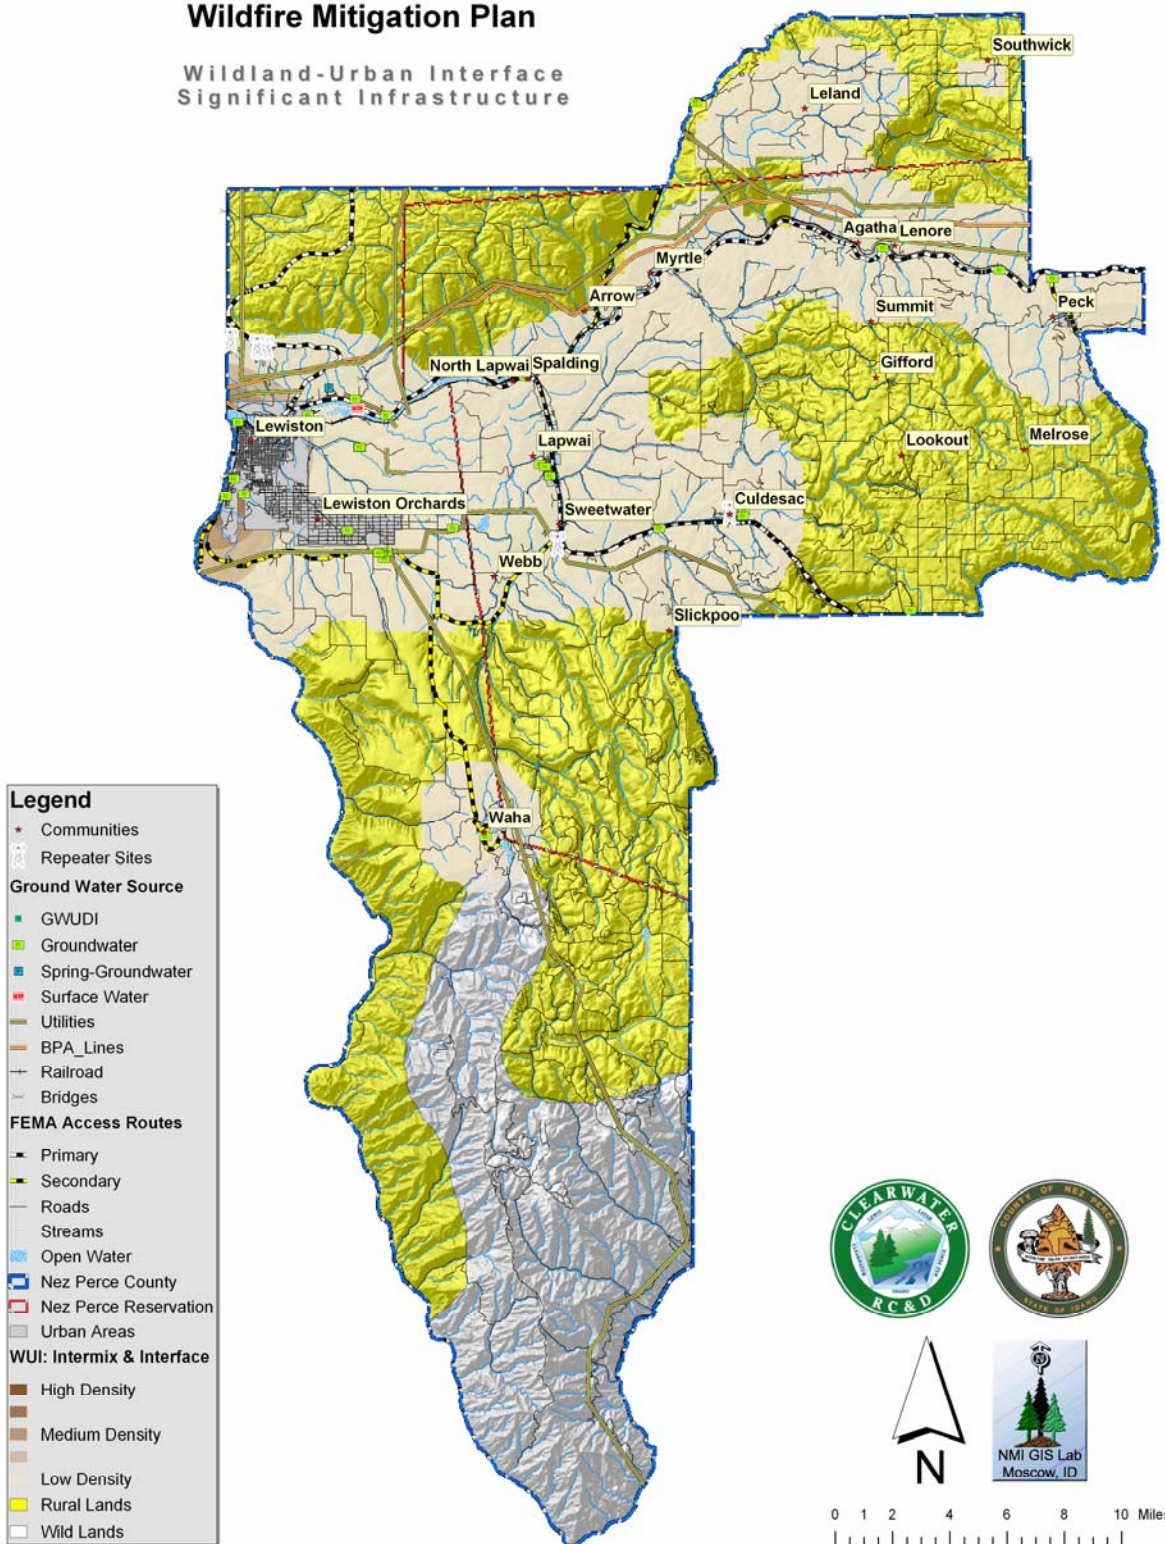 Wildfire Mitigation Plan
Wildland-Urban Interface
Significant Infrastructure
Southwick
Leland
Agatha
Lenore
Myrtle
Arrow
Summit
Peck
Gifford
North Lapwai
Spalding
Lewiston
Lapwai
Lookout
Melrose
Lewiston Orchards
Culdesac
Sweetwater
Webb
Slickpoo
Waha
Legend
Communities
Repeater Sites
Ground Water Source
GWUDI
Groundwater
Spring-Groundwater
Surface Water
Utilities
BPA_Lines
Railroad
Bridges
FEMA Access Routes
Primary
Secondary
Roads
Streams
Open Water
Nez Perce County
Nez Perce Reservation
Urban Areas
WUI: Intermix & Interface
High Density
Medium Density
Low Density
Rural Lands
Wild Lands
CLEARWATER
RC&D
COUNTY OF NEZ PERCE
STATE OF IDAHO
N
N
NMI GIS Lab
Moscow, ID
0 1 2 4 6 8 10 Miles